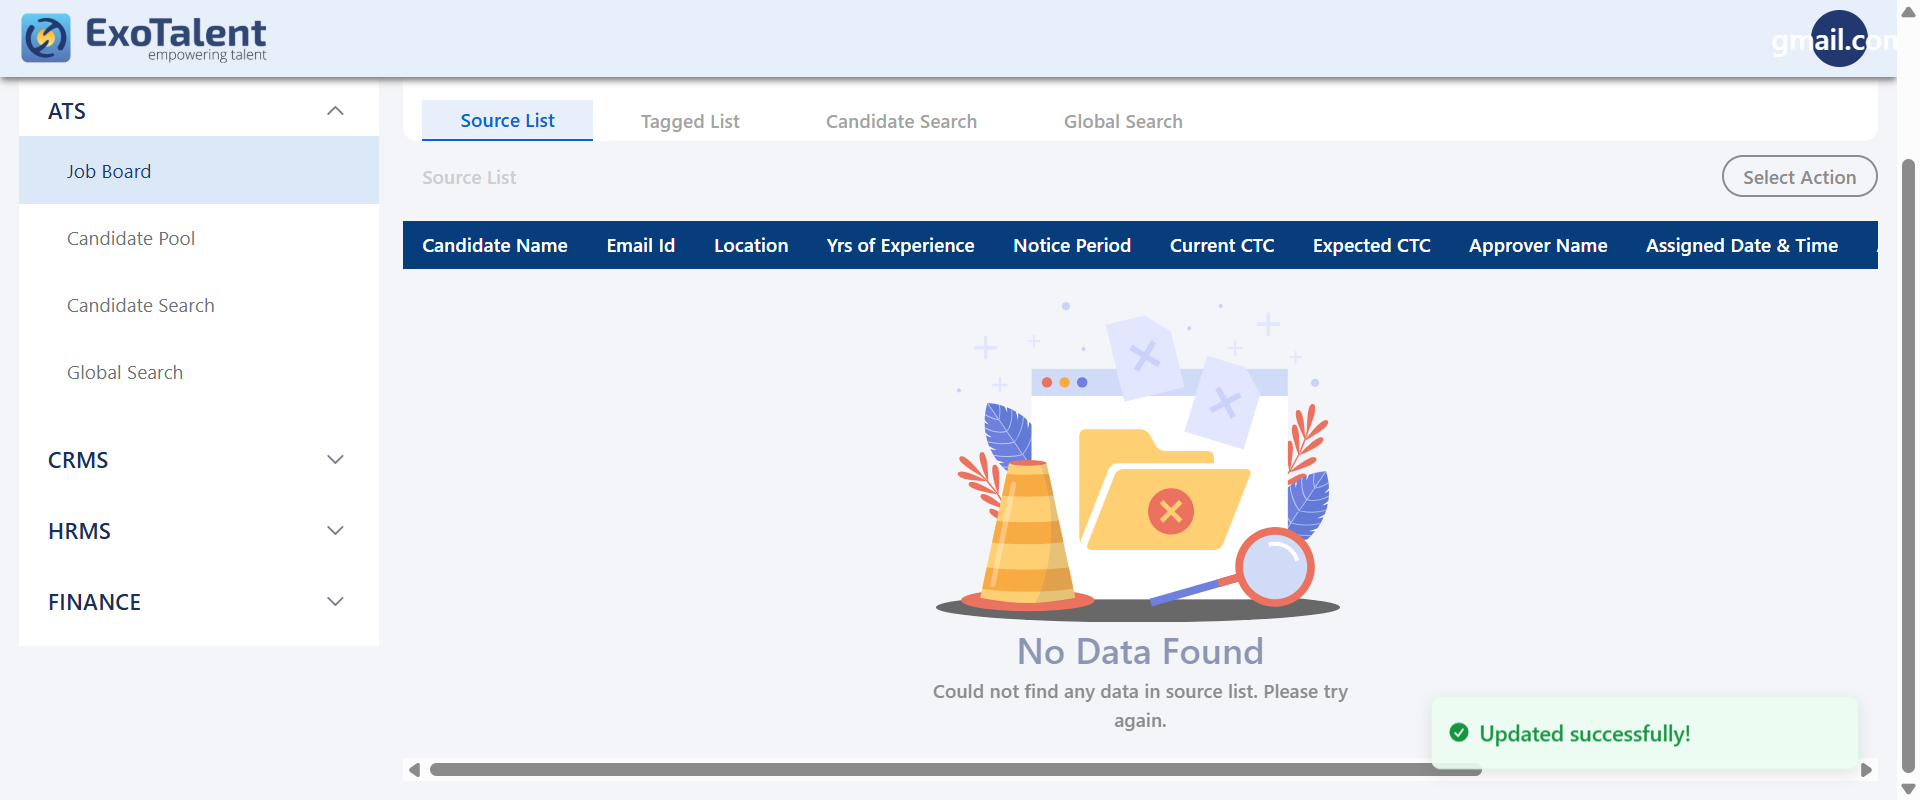 ExoTalent
empowering talent
gmail.com
ATS
Job Board
Candidate Pool
Candidate Search
Global Search
CRMS
HRMS
FINANCE
Source List
Tagged List
Candidate Search
Global Search
Source List
Select Action
Candidate Name Email Id Location Yrs of Experience Notice Period Current CTC Expected CTC Approver Name Assigned Date & Time
No Data Found
Could not find any data in source list. Please try
again.
Updated successfully!